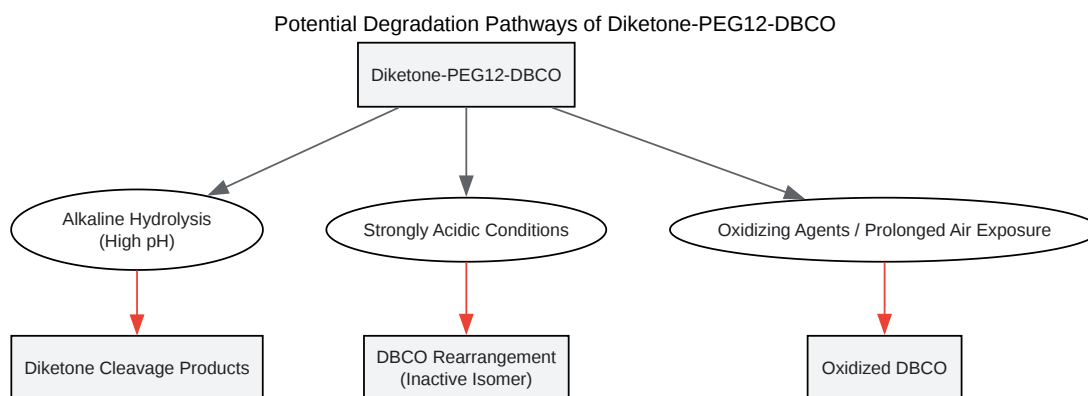 Potential Degradation Pathways of Diketone-PEG12-DBCO
Diketone-PEG12-DBCO
Alkaline Hydrolysis
(High pH)
Strongly Acidic Conditions
Oxidizing Agents / Prolonged Air Exposure
Diketone Cleavage Products
DBCO Rearrangement
(Inactive Isomer)
Oxidized DBCO